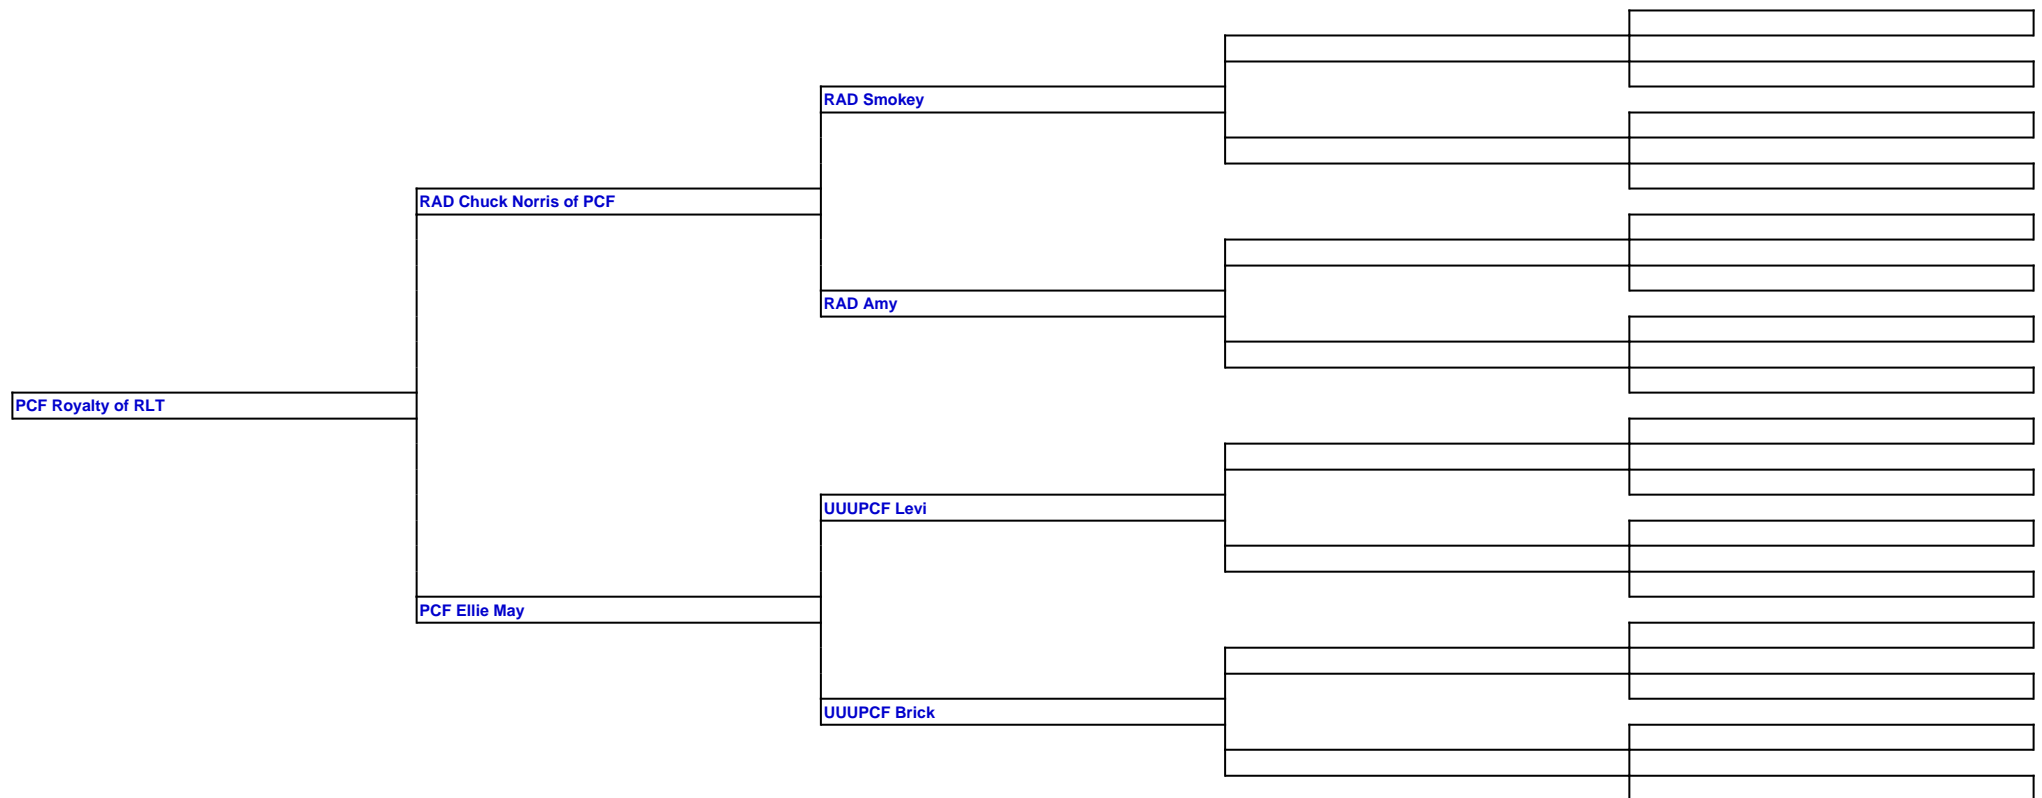 RAD Smokey
RAD Chuck Norris of PCF
RAD Amy
PCF Royalty of RLT
UUUPCF Levi
PCF Ellie May
UUUPCF Brick